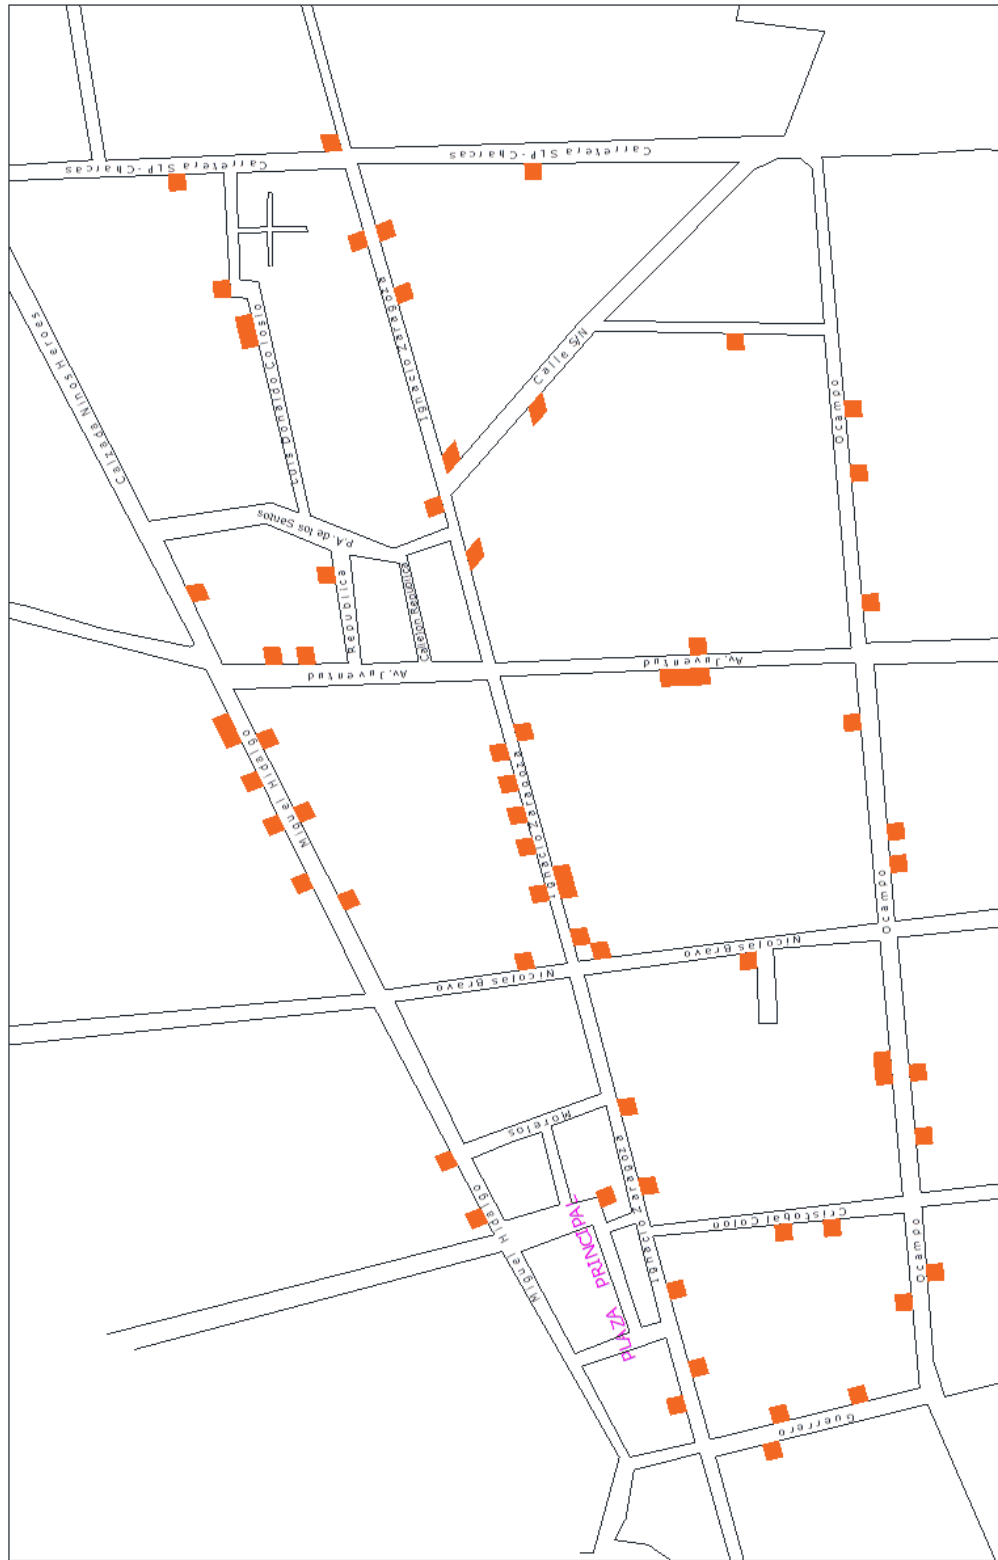 Carretera SLP-Charcas
Carretera SLP-Charcas
Calzada Ninos Heroes
Luis Donaldo Colosio
Ignacio Zaragoza
Calle S/N
Ocampo
P.A. de los Santos
Republica
Callejon Republica
Av. Juventud
Av. Juventud
Miguel Hidalgo
Ignacio Zaragoza
Ocampo
Nicolas Bravo
Nicolas Bravo
Morelos
Miguel Hidalgo
Ignacio Zaragoza
PLAZA PRINCIPAL
Cristobal Colon
Ocampo
Guerrero